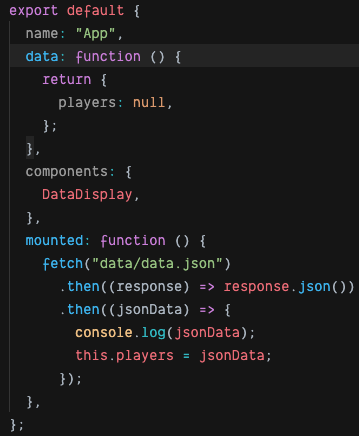 export default {
  name: "App",
  data: function () {
    return {
      players: null,
    };
  },
  components: {
    DataDisplay,
  },
  mounted: function () {
    fetch("data/data.json")
      .then((response) => response.json())
      .then((jsonData) => {
        console.log(jsonData);
        this.players = jsonData;
      });
  },
};